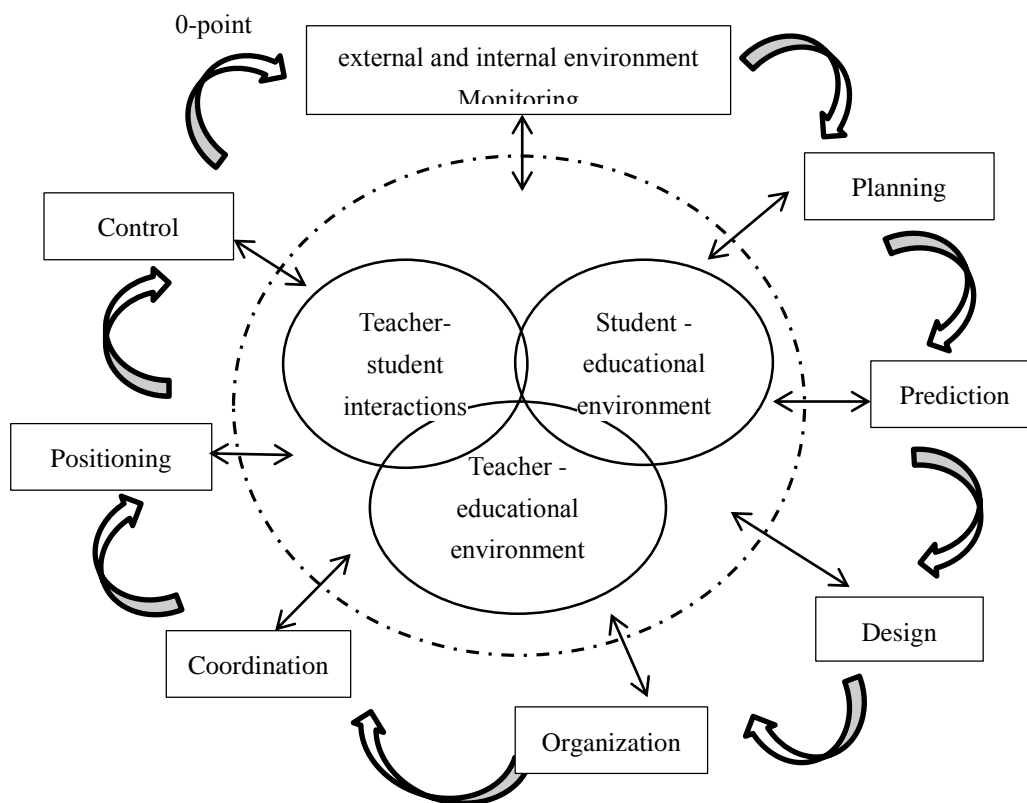 0-point
external and internal environment
Monitoring
Planning
Control
Teacher-
student
interactions
Student -
educational
environment
Prediction
Positioning
Teacher -
educational
environment
Design
Coordination
Organization